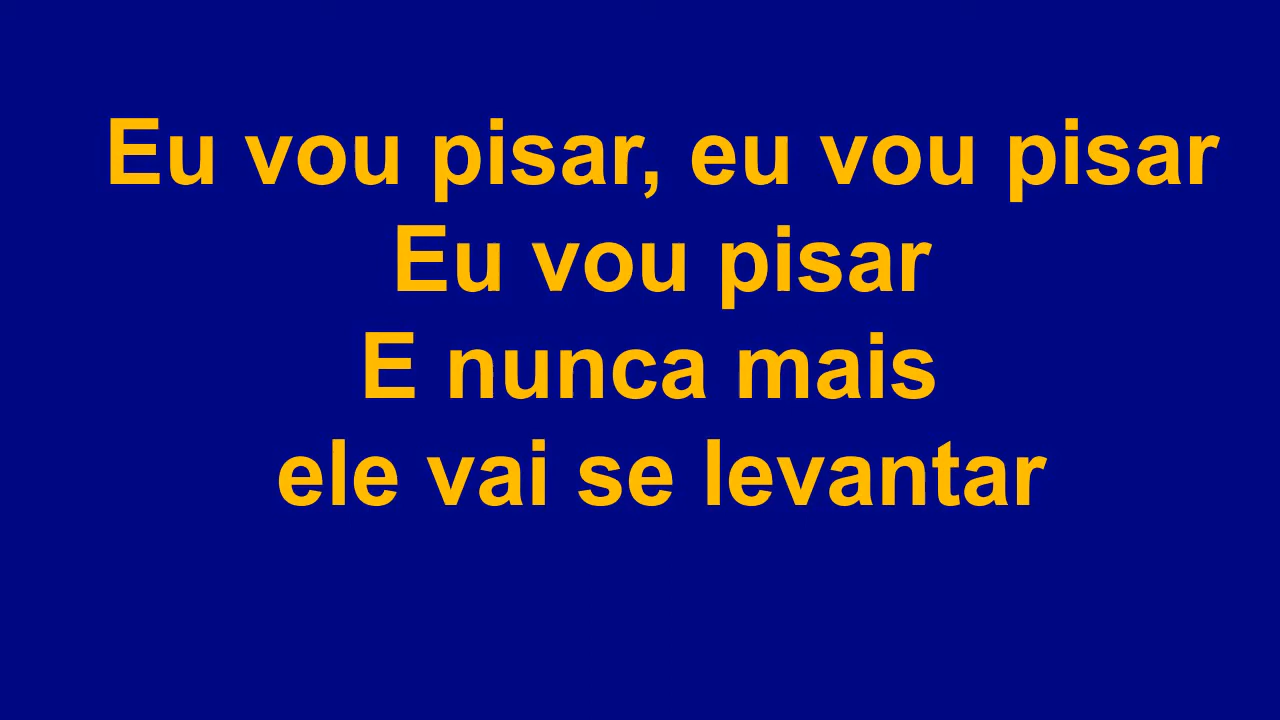 Eu vou pisar, eu vou pisar
Eu vou pisar
E nunca mais
ele vai se levantar